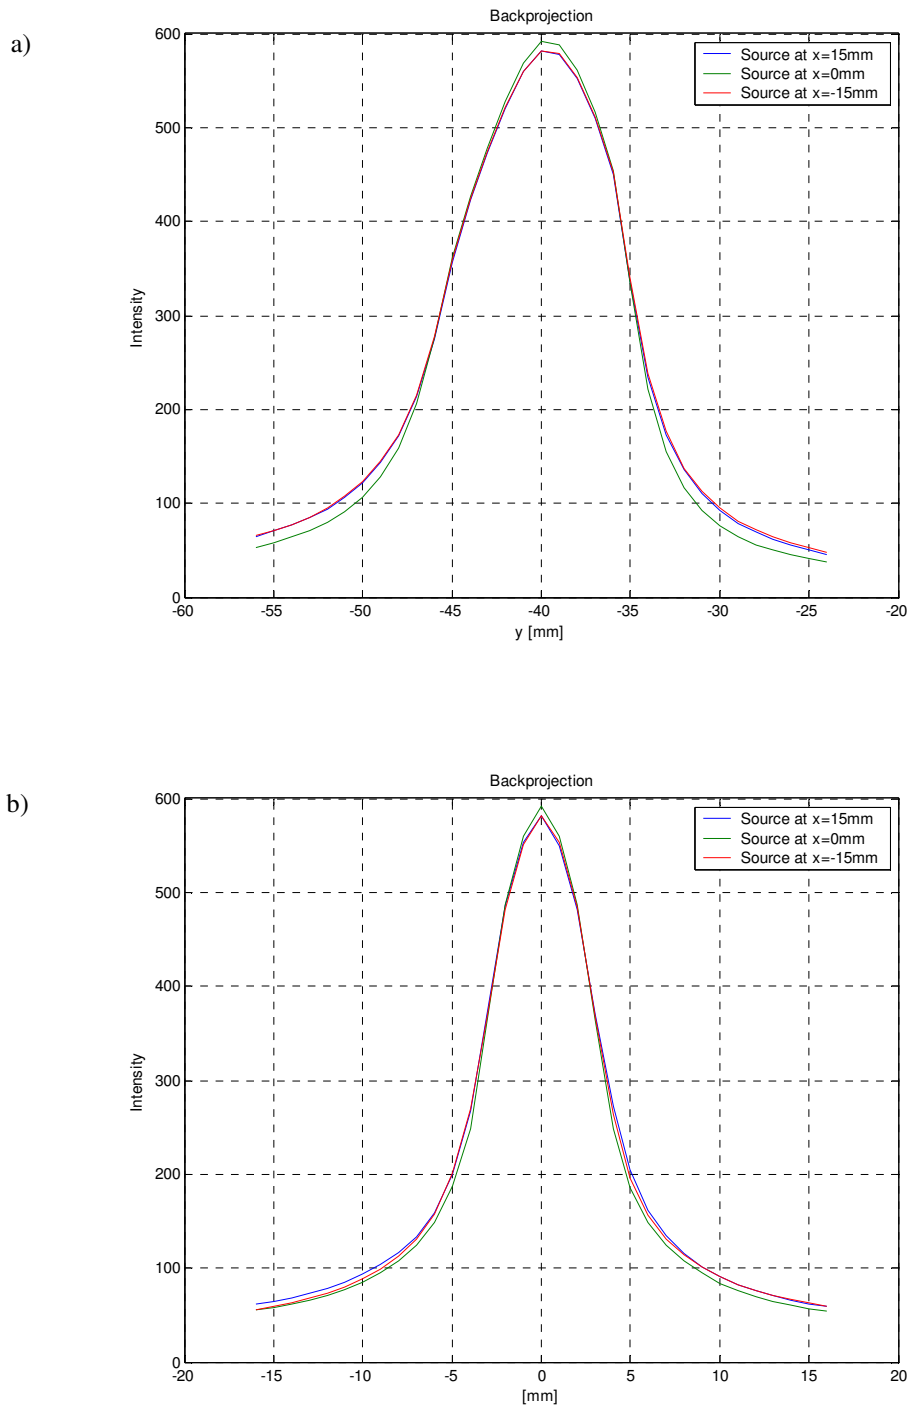 a)
Backprojection
600
500
400
300
200
100
0
Intensity
Source at x=15mm
Source at x=0mm
Source at x=-15mm
-60 -55 -50 -45 -40 -35 -30 -25 -20
y [mm]
b)
Backprojection
600
500
400
300
200
100
0
Intensity
Source at x=15mm
Source at x=0mm
Source at x=-15mm
-20 -15 -10 -5 0 5 10 15 20
[mm]